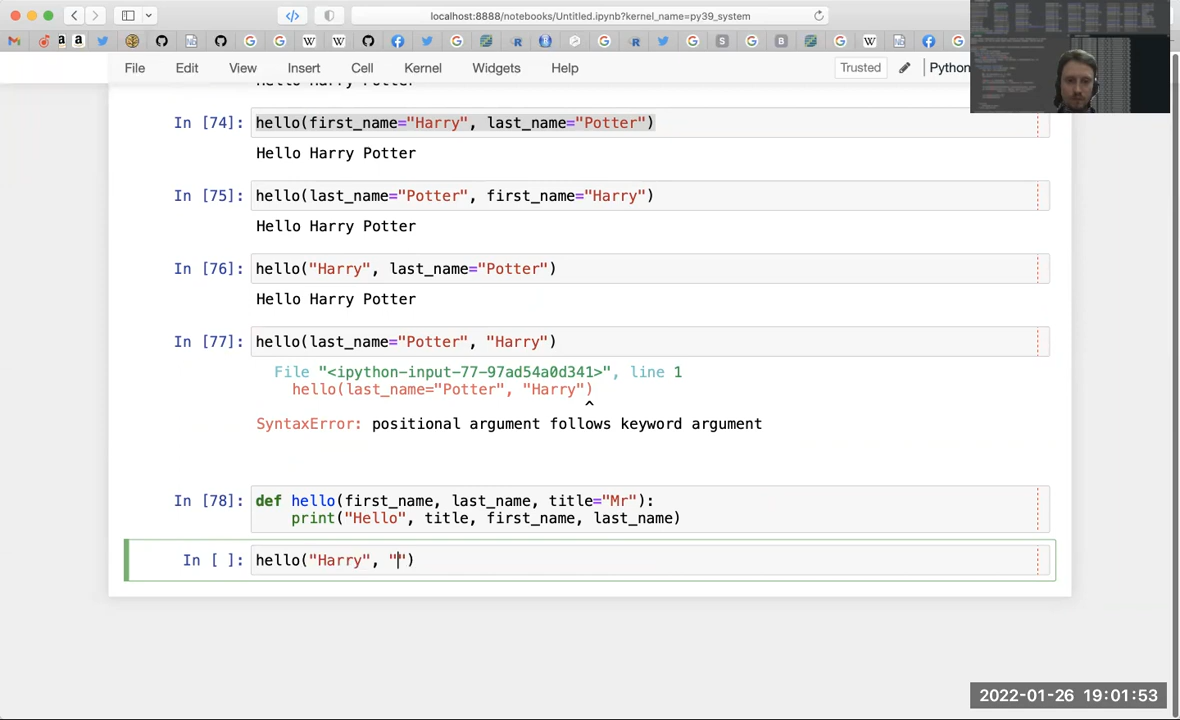 localhost:8888/notebooks/Untitled.ipynb?kernel_name=py39_system
File Edit View Insert Cell Kernel Widgets Help Trusted Python
Hello Harry Potter
In [74]: hello(first_name="Harry", last_name="Potter")
Hello Harry Potter
In [75]: hello(last_name="Potter", first_name="Harry")
Hello Harry Potter
In [76]: hello("Harry", last_name="Potter")
Hello Harry Potter
In [77]: hello(last_name="Potter", "Harry")
File "<ipython-input-77-97ad54a0d341>", line 1
hello(last_name="Potter", "Harry")
^
SyntaxError: positional argument follows keyword argument
In [78]: def hello(first_name, last_name, title="Mr"):
print("Hello", title, first_name, last_name)
In [ ]: hello("Harry", "")
2022-01-26 19:01:53